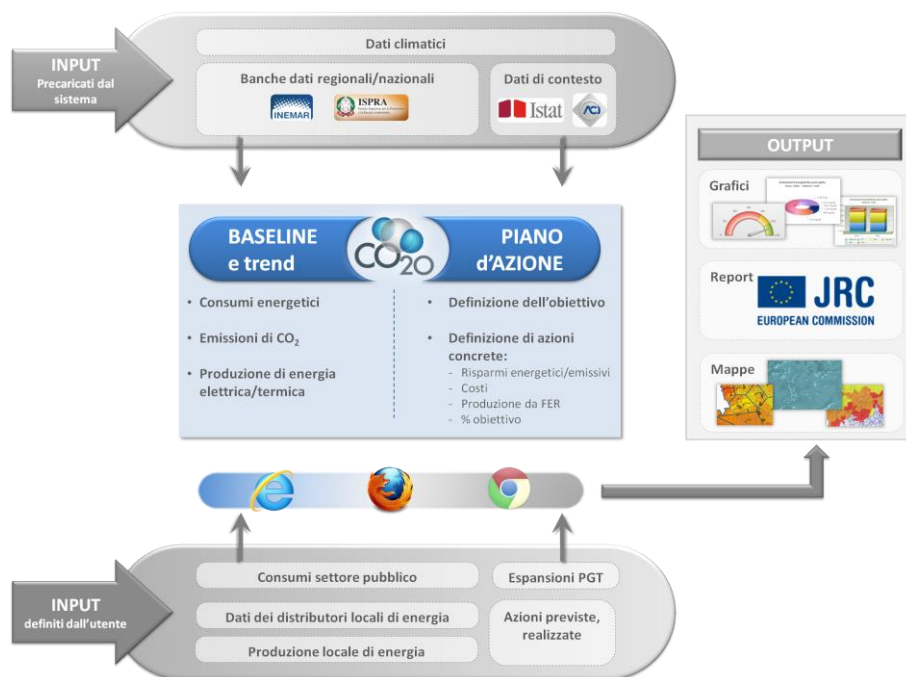 INPUT
Precaricati dal
sistema
Dati climatici
Banche dati regionali/nazionali
INEMAR
ISPRA
Dati di contesto
Istat
ACI
BASELINE
e trend
CO20
PIANO
d'AZIONE
• Consumi energetici
• Emissioni di CO₂
• Produzione di energia
elettrica/termica
• Definizione dell'obiettivo
• Definizione di azioni
concrete:
- Risparmi energetici/emissivi
- Costi
- Produzione da FER
- % obiettivo
OUTPUT
Grafici
Report
JRC
EUROPEAN COMMISSION
Mappe
INPUT
definiti dall'utente
Consumi settore pubblico
Dati dei distributori locali di energia
Produzione locale di energia
Espansioni PGT
Azioni previste,
realizzate